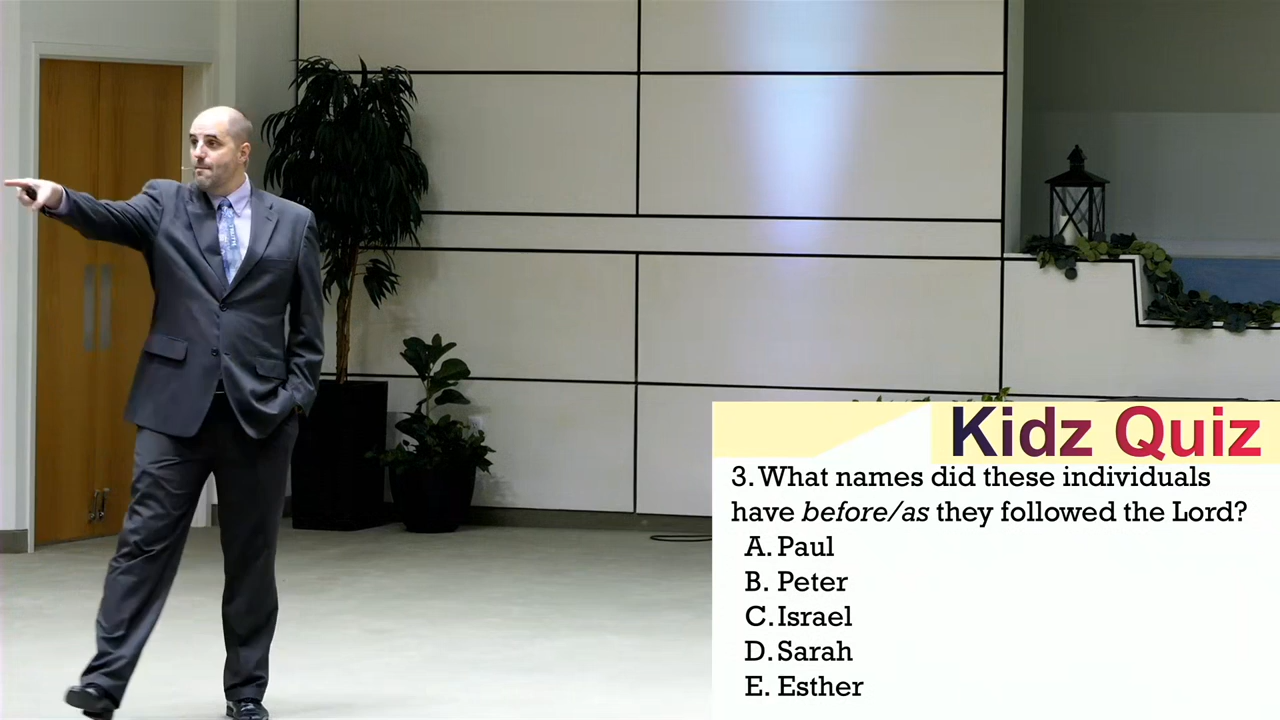 Kidz Quiz
3. What names did these individuals
have before/as they followed the Lord?
A. Paul
B. Peter
C. Israel
D. Sarah
E. Esther